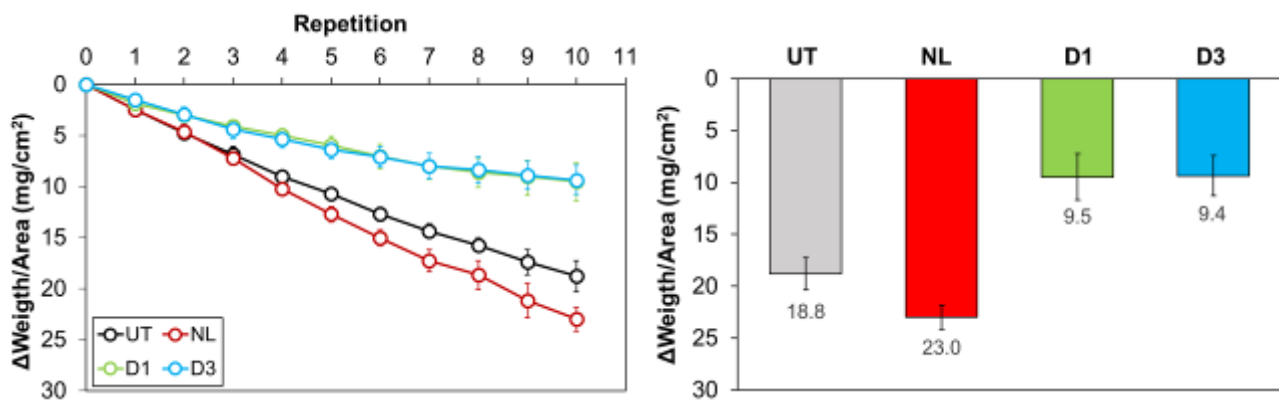 Repetition
0 1 2 3 4 5 6 7 8 9 10 11
0
5
10
15
20
25
30
ΔWeigth/Area (mg/cm²)
UT NL
D1 D3
UT NL D1 D3
0
5
10
15
20
25
30
ΔWeigth/Area (mg/cm²)
18.8
23.0
9.5
9.4